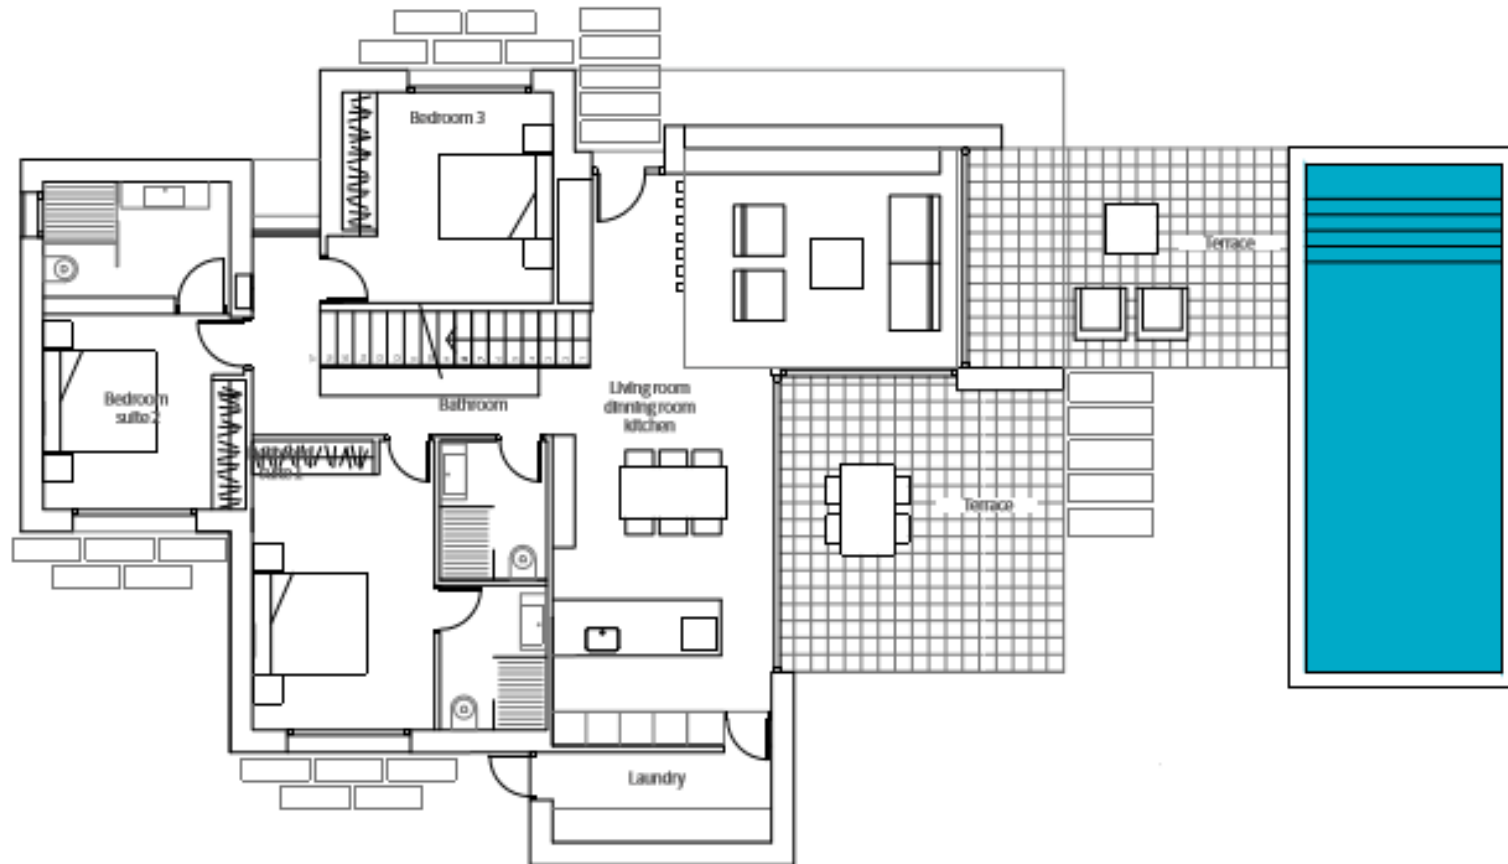 Bedroom 3
Terrace
Living room
dinning room
kitchen
Bedroom
suite 2
Bathroom
Terrace
Laundry